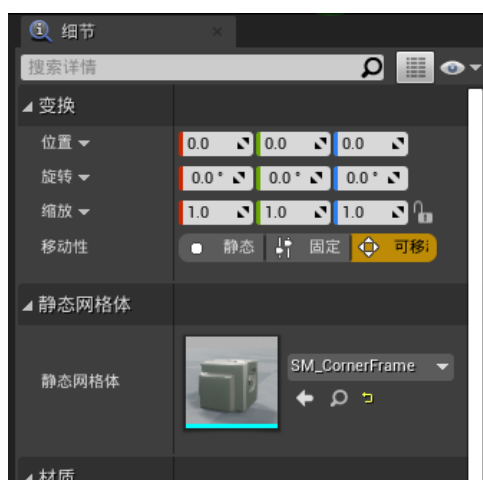 细节
搜索详情
变换
位置 0.0 0.0 0.0
旋转 0.0° 0.0° 0.0°
缩放 1.0 1.0 1.0
移动性 静态 固定 可移
静态网格体
静态网格体 SM_CornerFrame
材质